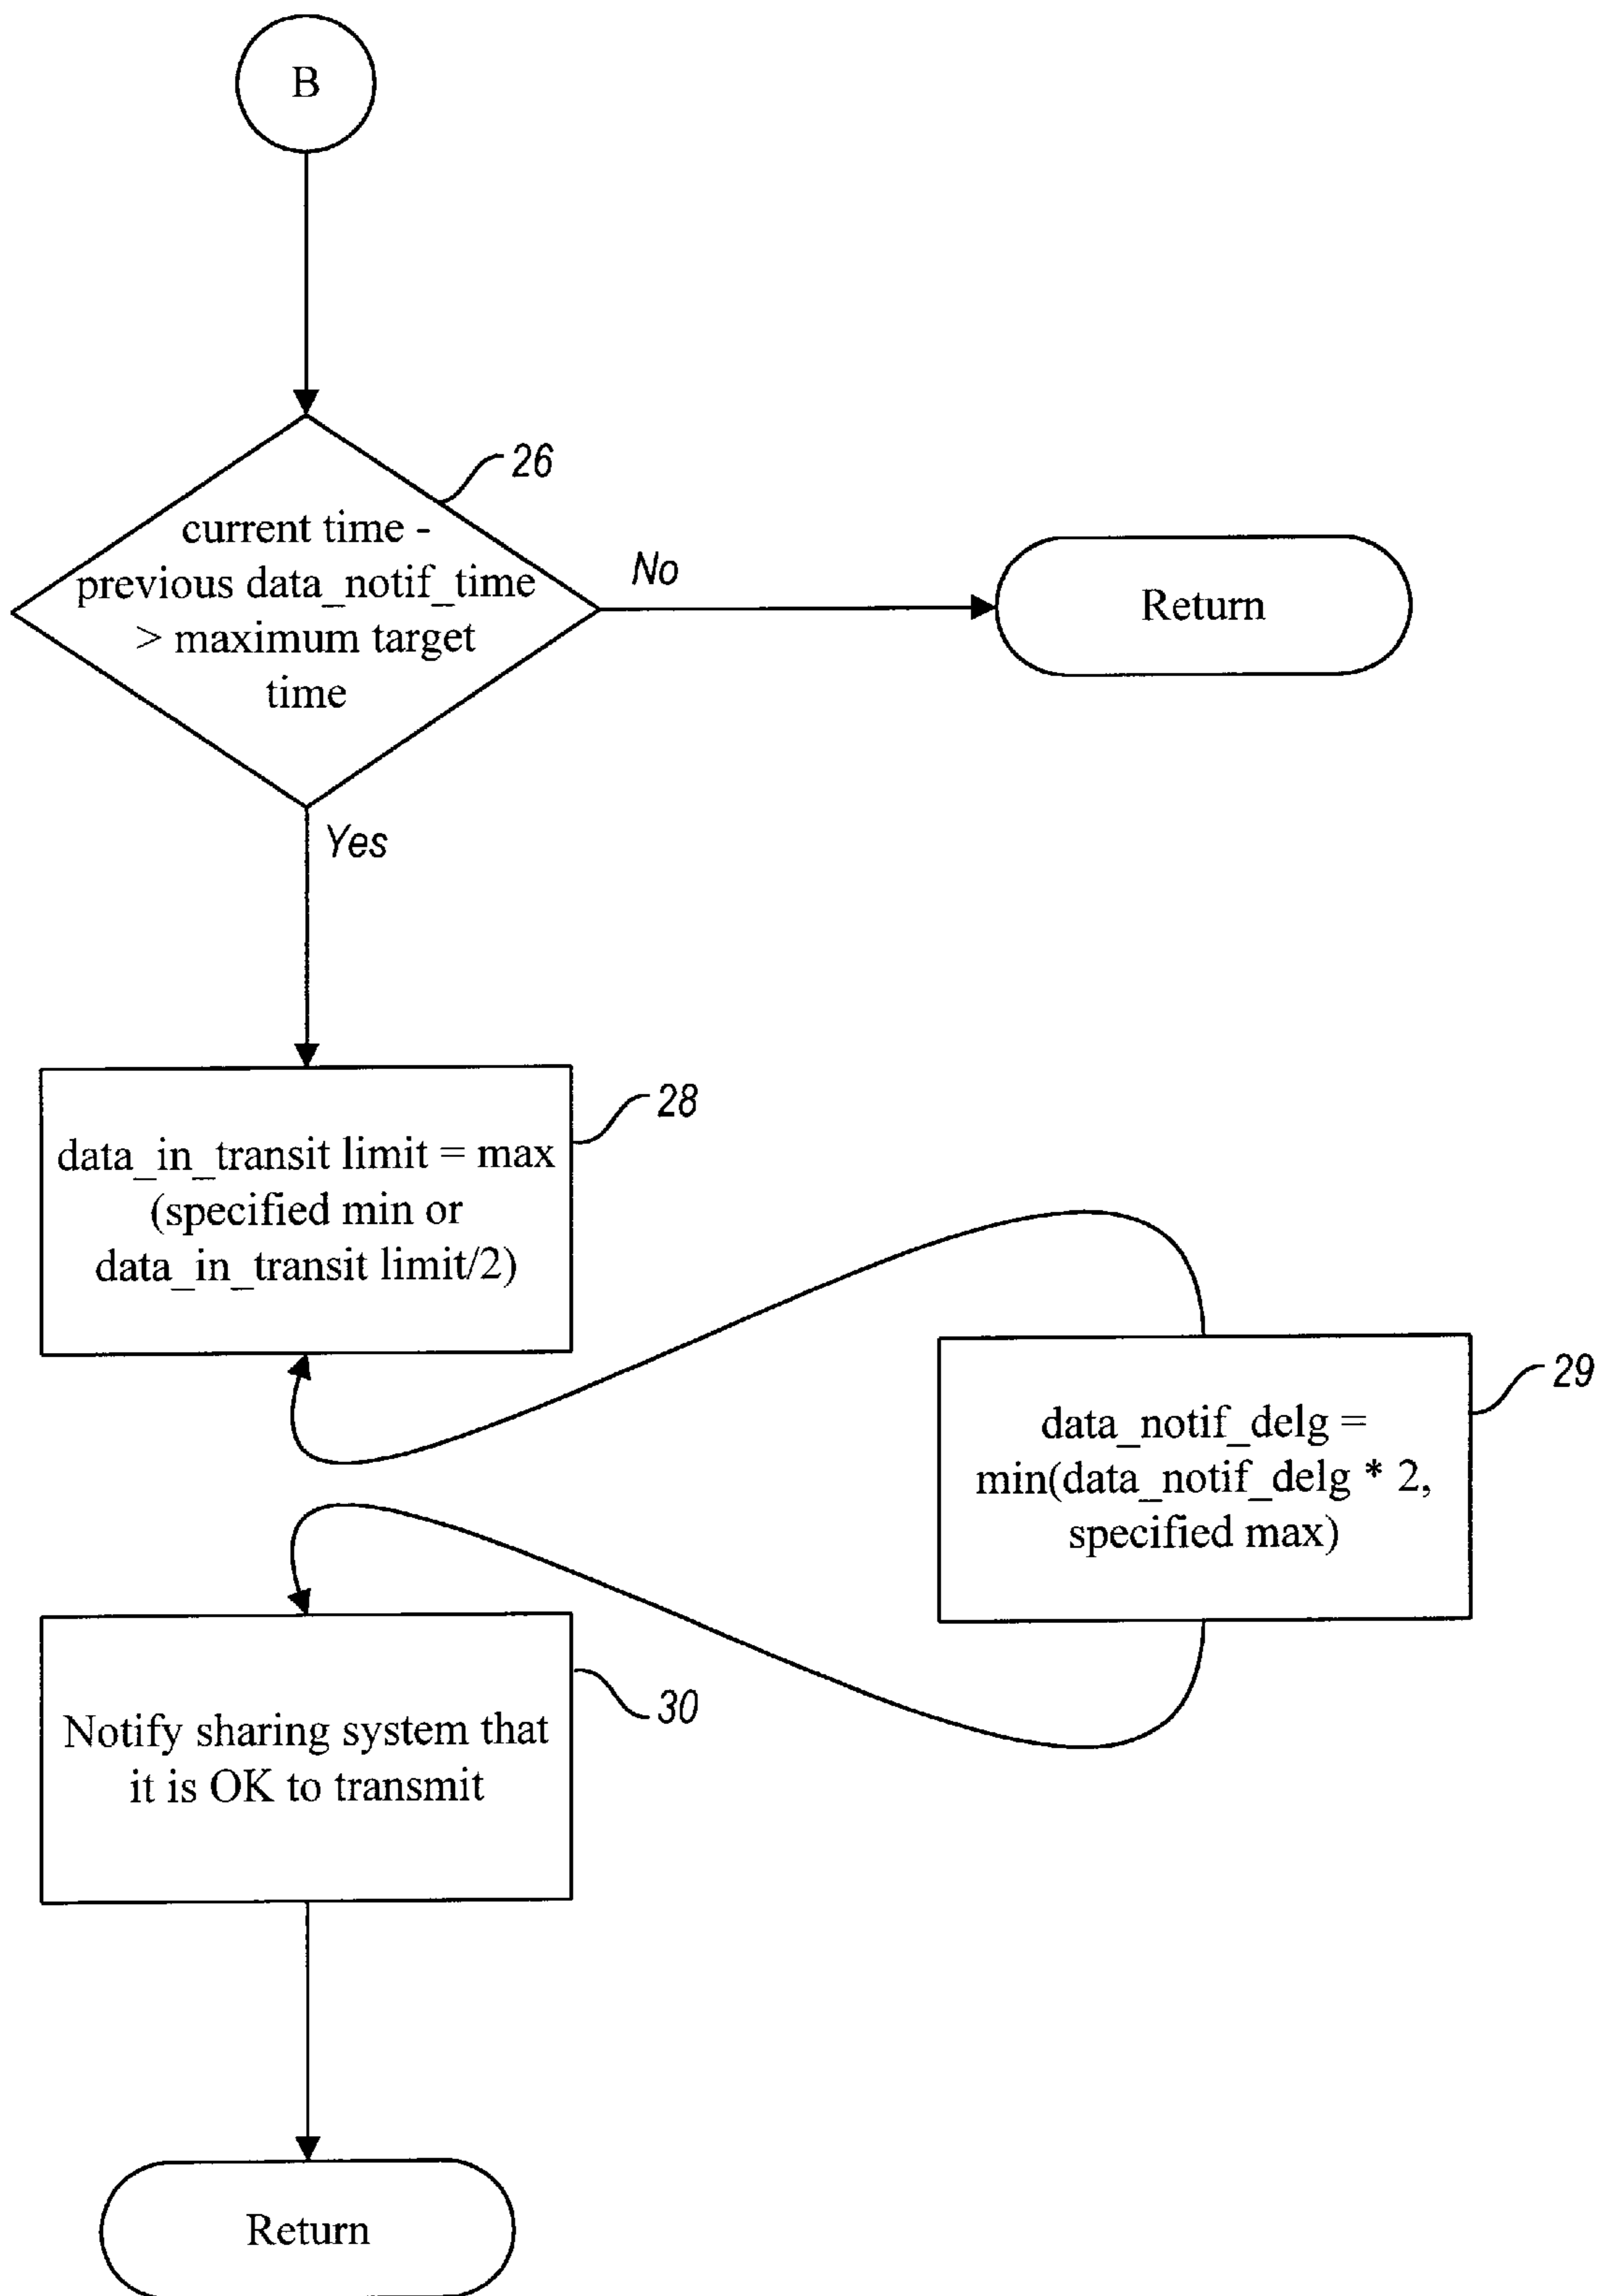 B
26
current time -
previous data_notif_time
> maximum target
time
No
Return
Yes
28
data_in_transit limit = max
(specified min or
data_in_transit limit/2)
29
data_notif_delg =
min(data_notif_delg * 2,
specified max)
30
Notify sharing system that
it is OK to transmit
Return